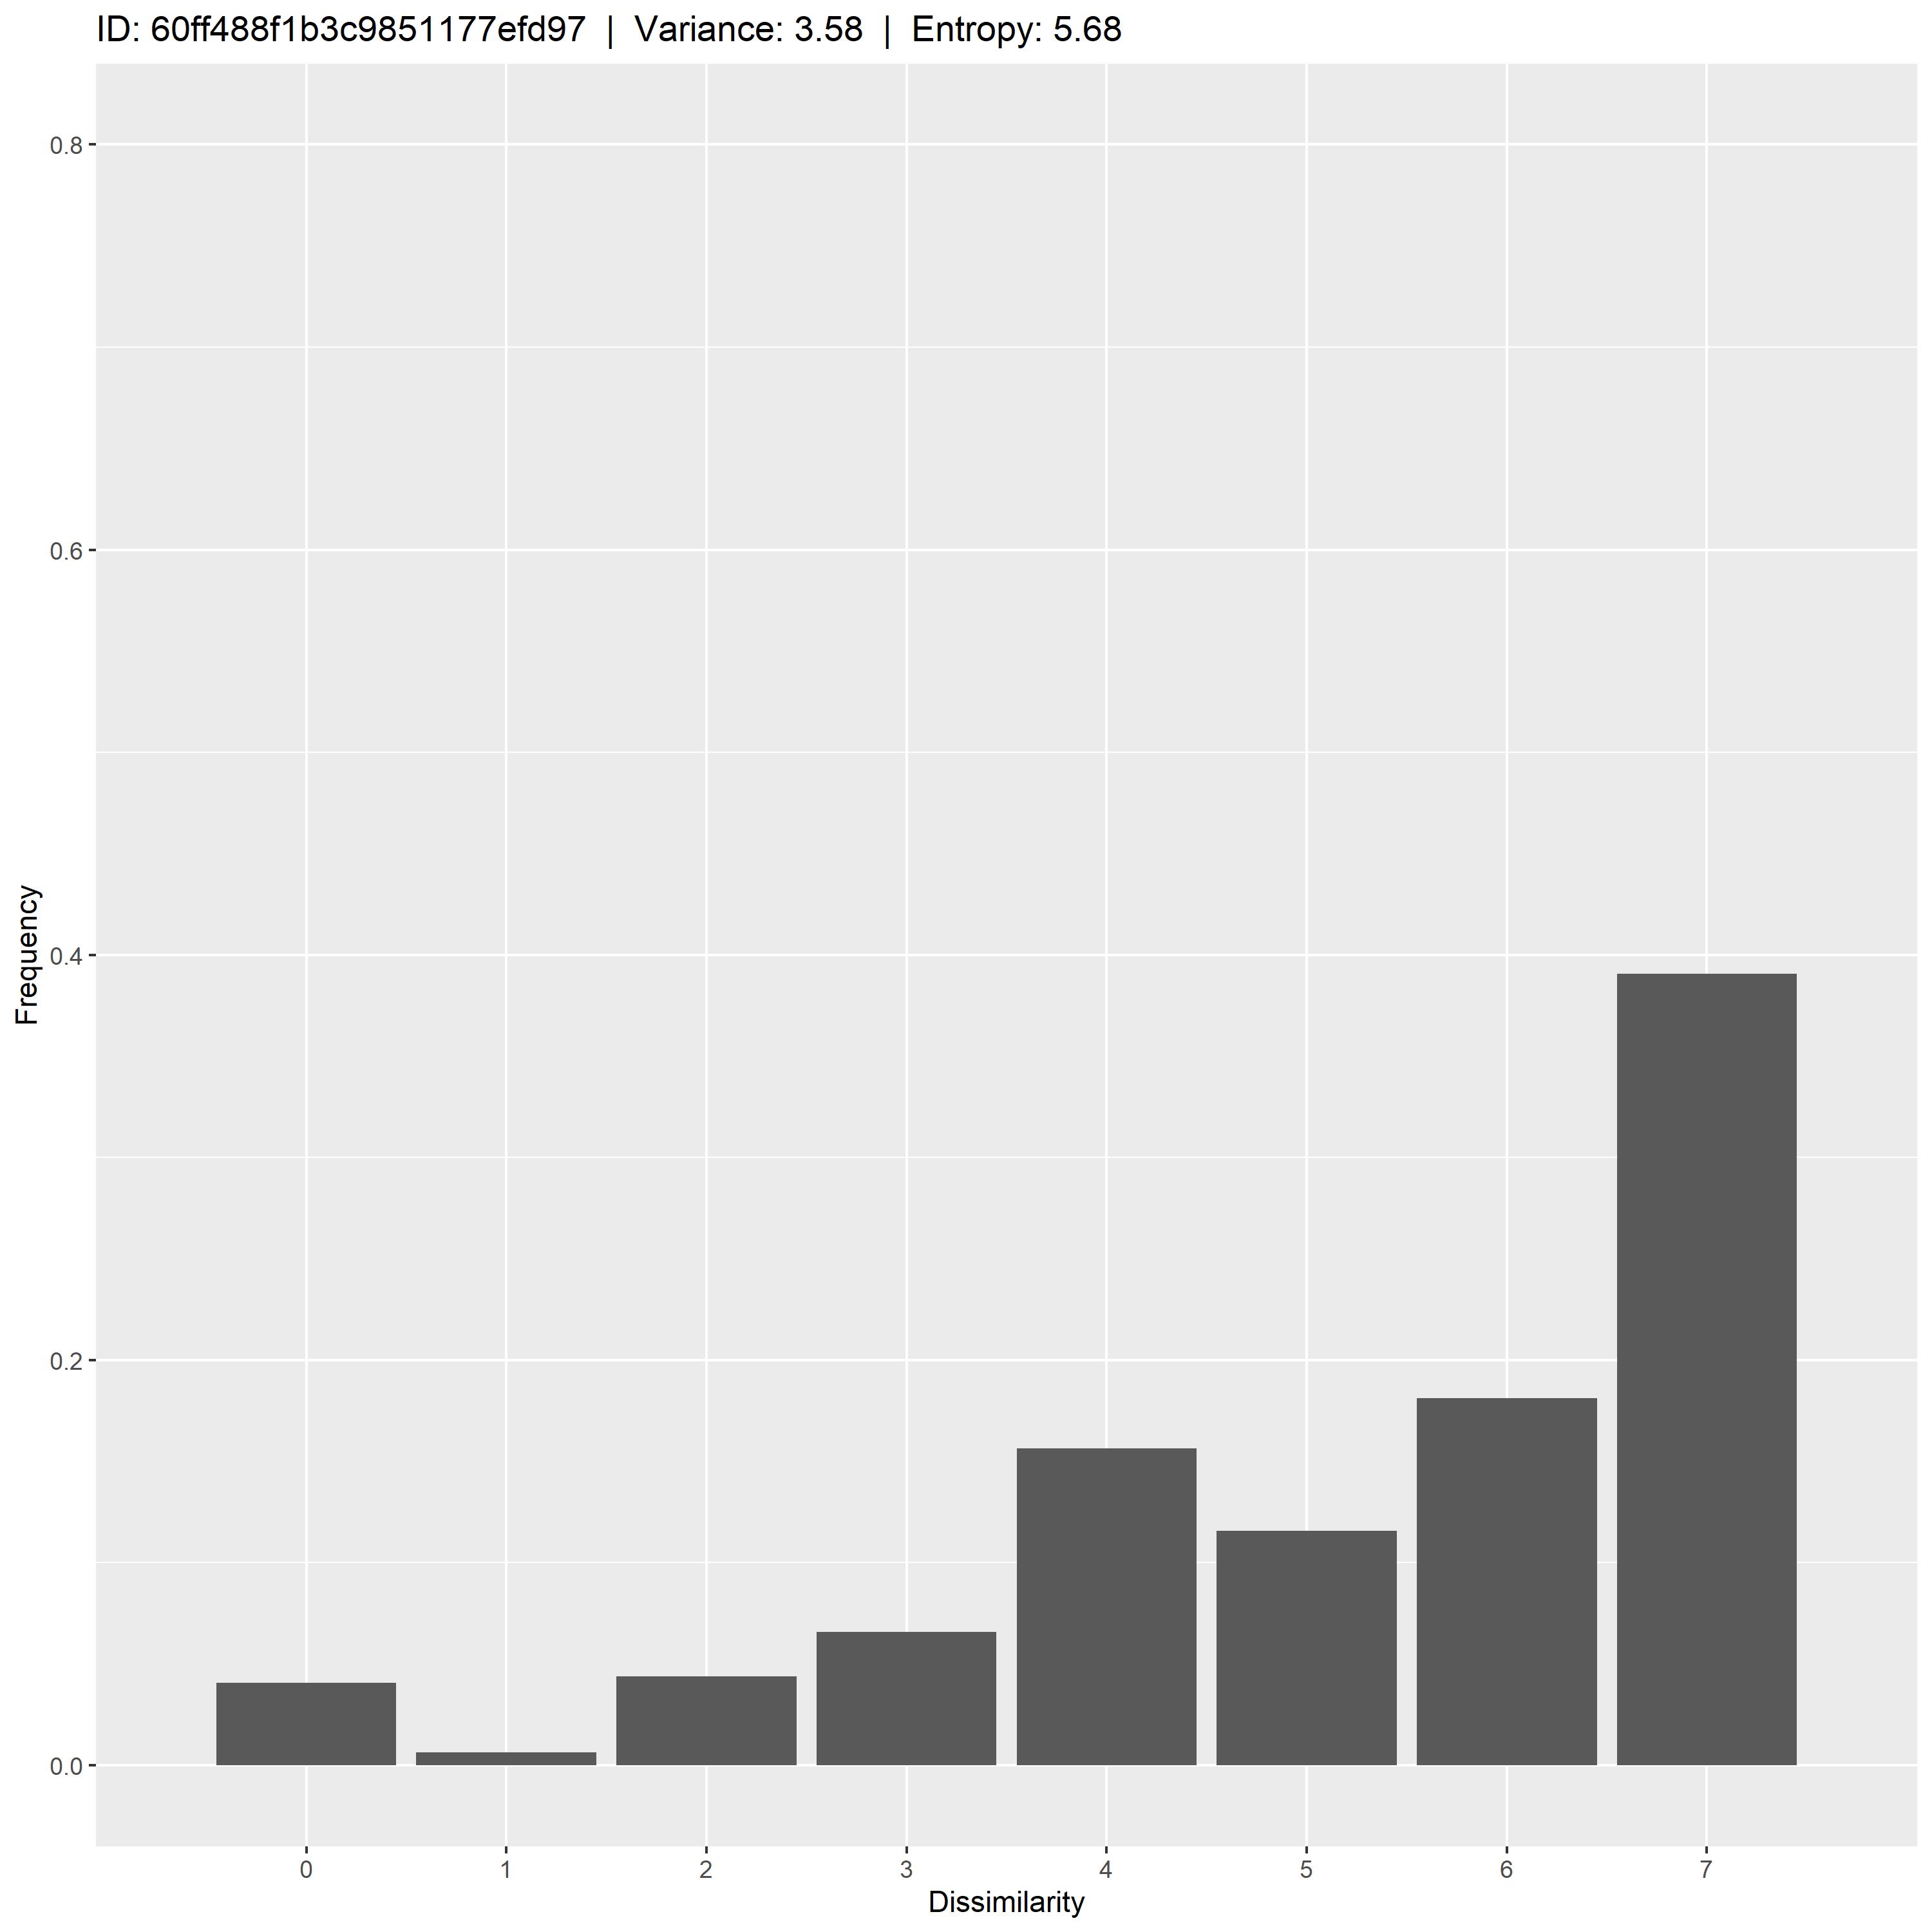 ID: 60ff488f1b3c9851177efd97 | Variance: 3.58 | Entropy: 5.68
0.8
0.6
0.4
0.2
0.0
Frequency
0 1 2 3 4 5 6 7
Dissimilarity